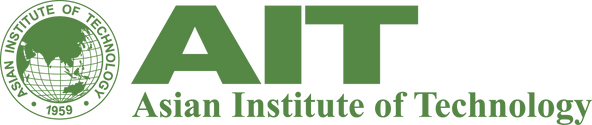 ASIAN INSTITUTE OF TECHNOLOGY
• 1959 •
AIT
Asian Institute of Technology